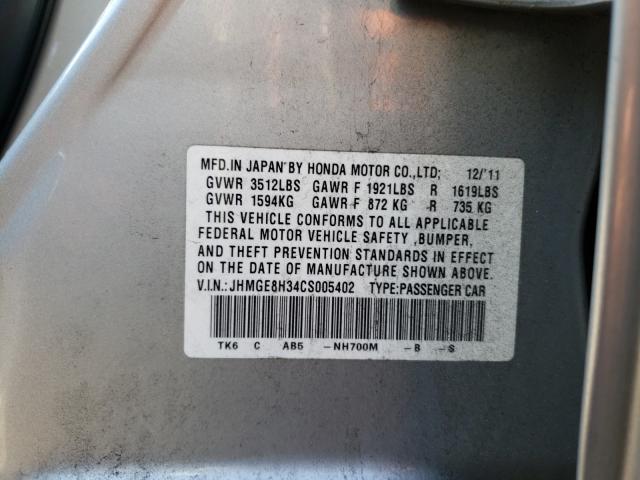 MFD.IN JAPAN BY HONDA MOTOR CO.,LTD; 12/'11
GVWR 3512LBS GAWR F 1921LBS R 1619LBS
GVWR 1594KG GAWR F 872 KG R 735 KG
THIS VEHICLE CONFORMS TO ALL APPLICABLE
FEDERAL MOTOR VEHICLE SAFETY ,BUMPER,
AND THEFT PREVENTION STANDARDS IN EFFECT
ON THE DATE OF MANUFACTURE SHOWN ABOVE.
V.I.N.: JHMGE8H34CS005402 TYPE:PASSENGER CAR
TK6 C AB5 -NH700M -B -S